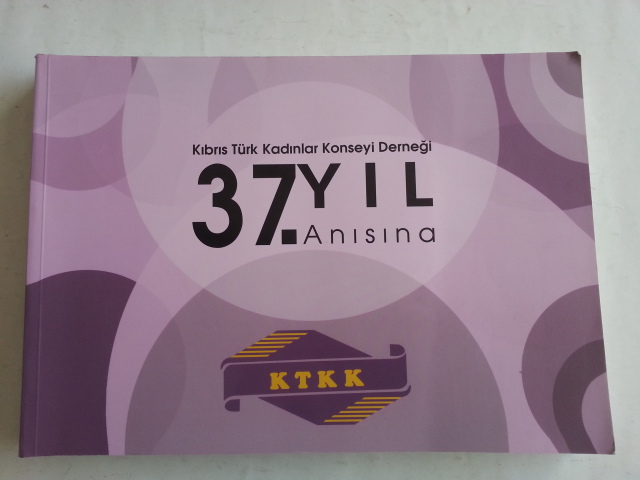 Kıbrıs Türk Kadınlar Konseyi Derneği
37. YIL
Anısına
KTKK